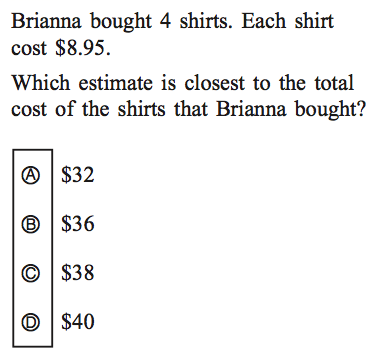 Brianna bought 4 shirts. Each shirt
cost $8.95.
Which estimate is closest to the total
cost of the shirts that Brianna bought?
Ⓐ $32
Ⓑ $36
Ⓒ $38
Ⓓ $40